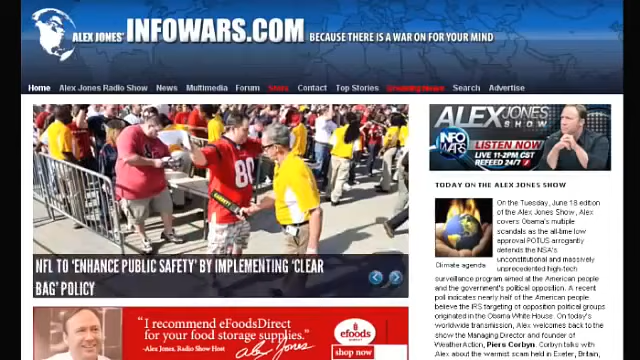 ALEX JONES' INFOWARS.COM BECAUSE THERE IS A WAR ON FOR YOUR MIND
Home Alex Jones Radio Show News Multimedia Forum Store Contact Top Stories Breaking News Search Advertise
80
NFL TO 'ENHANCE PUBLIC SAFETY' BY IMPLEMENTING 'CLEAR
BAG' POLICY
"I recommend eFoodsDirect
for your food storage supplies."
-Alex Jones, Radio Show Host
Alex Jones
efoods
DIRECT
shop now
ALEX JONES
SHOW
INFO
WARS
LISTEN NOW
LIVE 11-2PM CST
REFEED 24/7
TODAY ON THE ALEX JONES SHOW
On the Tuesday, June 18 edition
of the Alex Jones Show, Alex
covers Obama's multiple
scandals as the all-time low
approval POTUS arrogantly
defends the NSA's
unconstitutional and massively
Climate agenda. unprecedented high-tech
surveillance program aimed at the American people
and the government's political opposition. A recent
poll indicates nearly half of the American people
believe the IRS targeting of opposition political groups
originated in the Obama White House. On today's
worldwide transmission, Alex welcomes back to the
show the Managing Director and founder of
WeatherAction, Piers Corbyn. Corbyn talks with
Alex about the warmist scam held in Exeter, Britain,